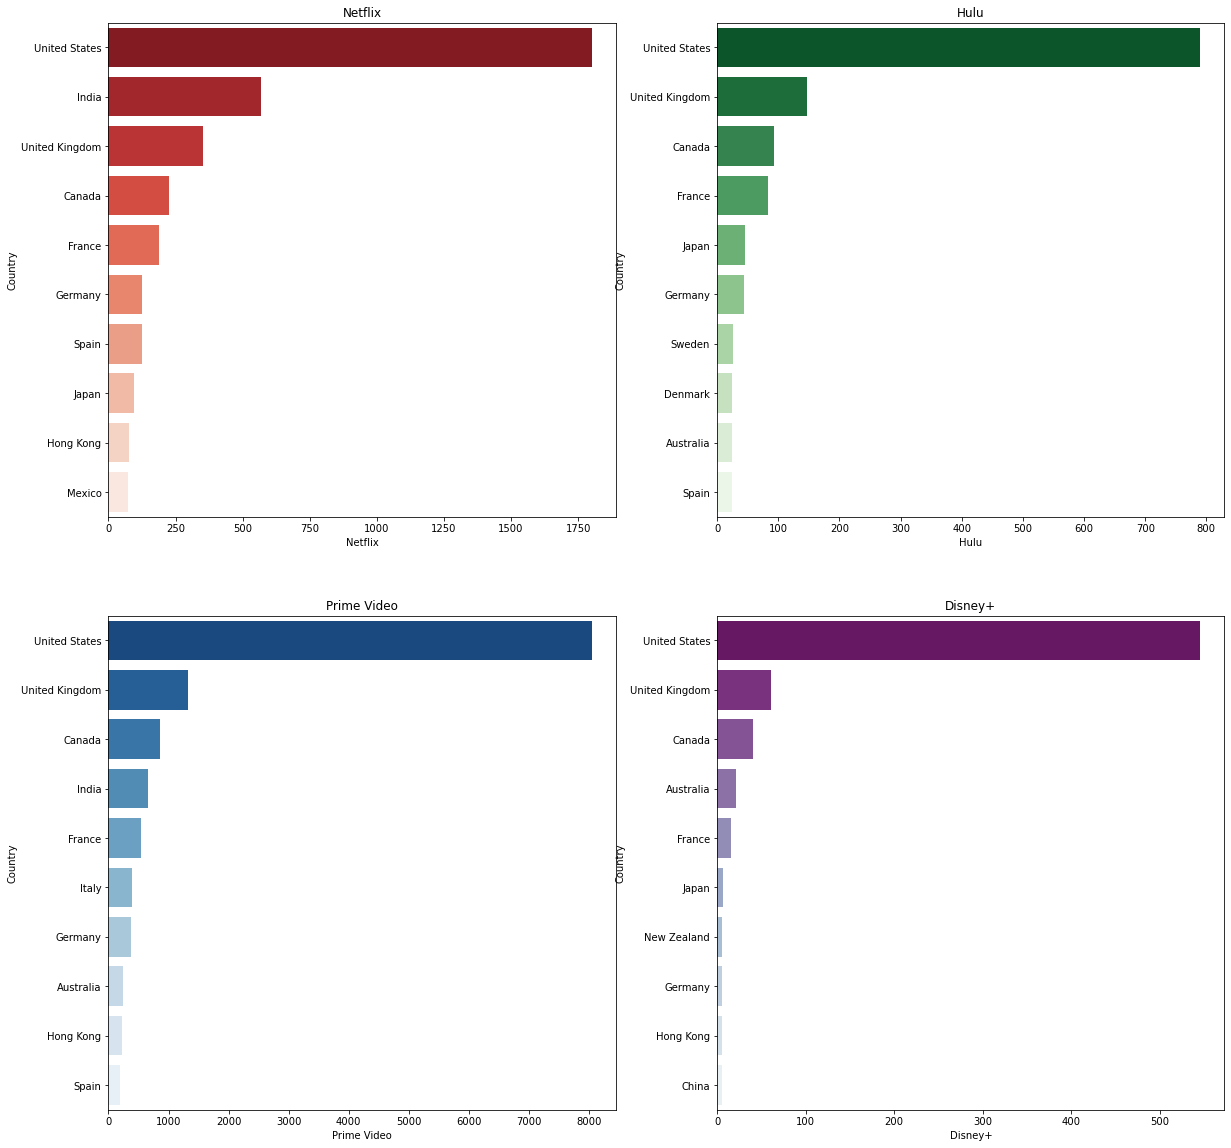 Netflix
United States
India
United Kingdom
Canada
France
Germany
Spain
Japan
Hong Kong
Mexico
Country
0 250 500 750 1000 1250 1500 1750
Netflix
Hulu
United States
United Kingdom
Canada
France
Japan
Germany
Sweden
Denmark
Australia
Spain
Country
0 100 200 300 400 500 600 700 800
Hulu
Prime Video
United States
United Kingdom
Canada
India
France
Italy
Germany
Australia
Hong Kong
Spain
Country
0 1000 2000 3000 4000 5000 6000 7000 8000
Prime Video
Disney+
United States
United Kingdom
Canada
Australia
France
Japan
New Zealand
Germany
Hong Kong
China
Country
0 100 200 300 400 500
Disney+